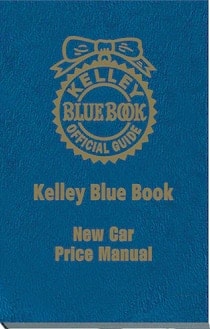 KELLEY
BLUE BOOK
OFFICIAL GUIDE
Kelley Blue Book
New Car
Price Manual